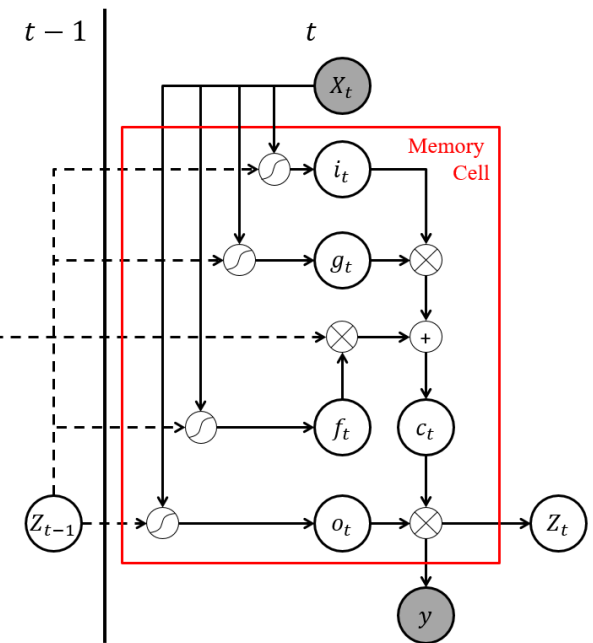 t − 1
t
X_t
Memory
Cell
i_t
g_t
+
f_t
c_t
Z_{t−1}
o_t
Z_t
y